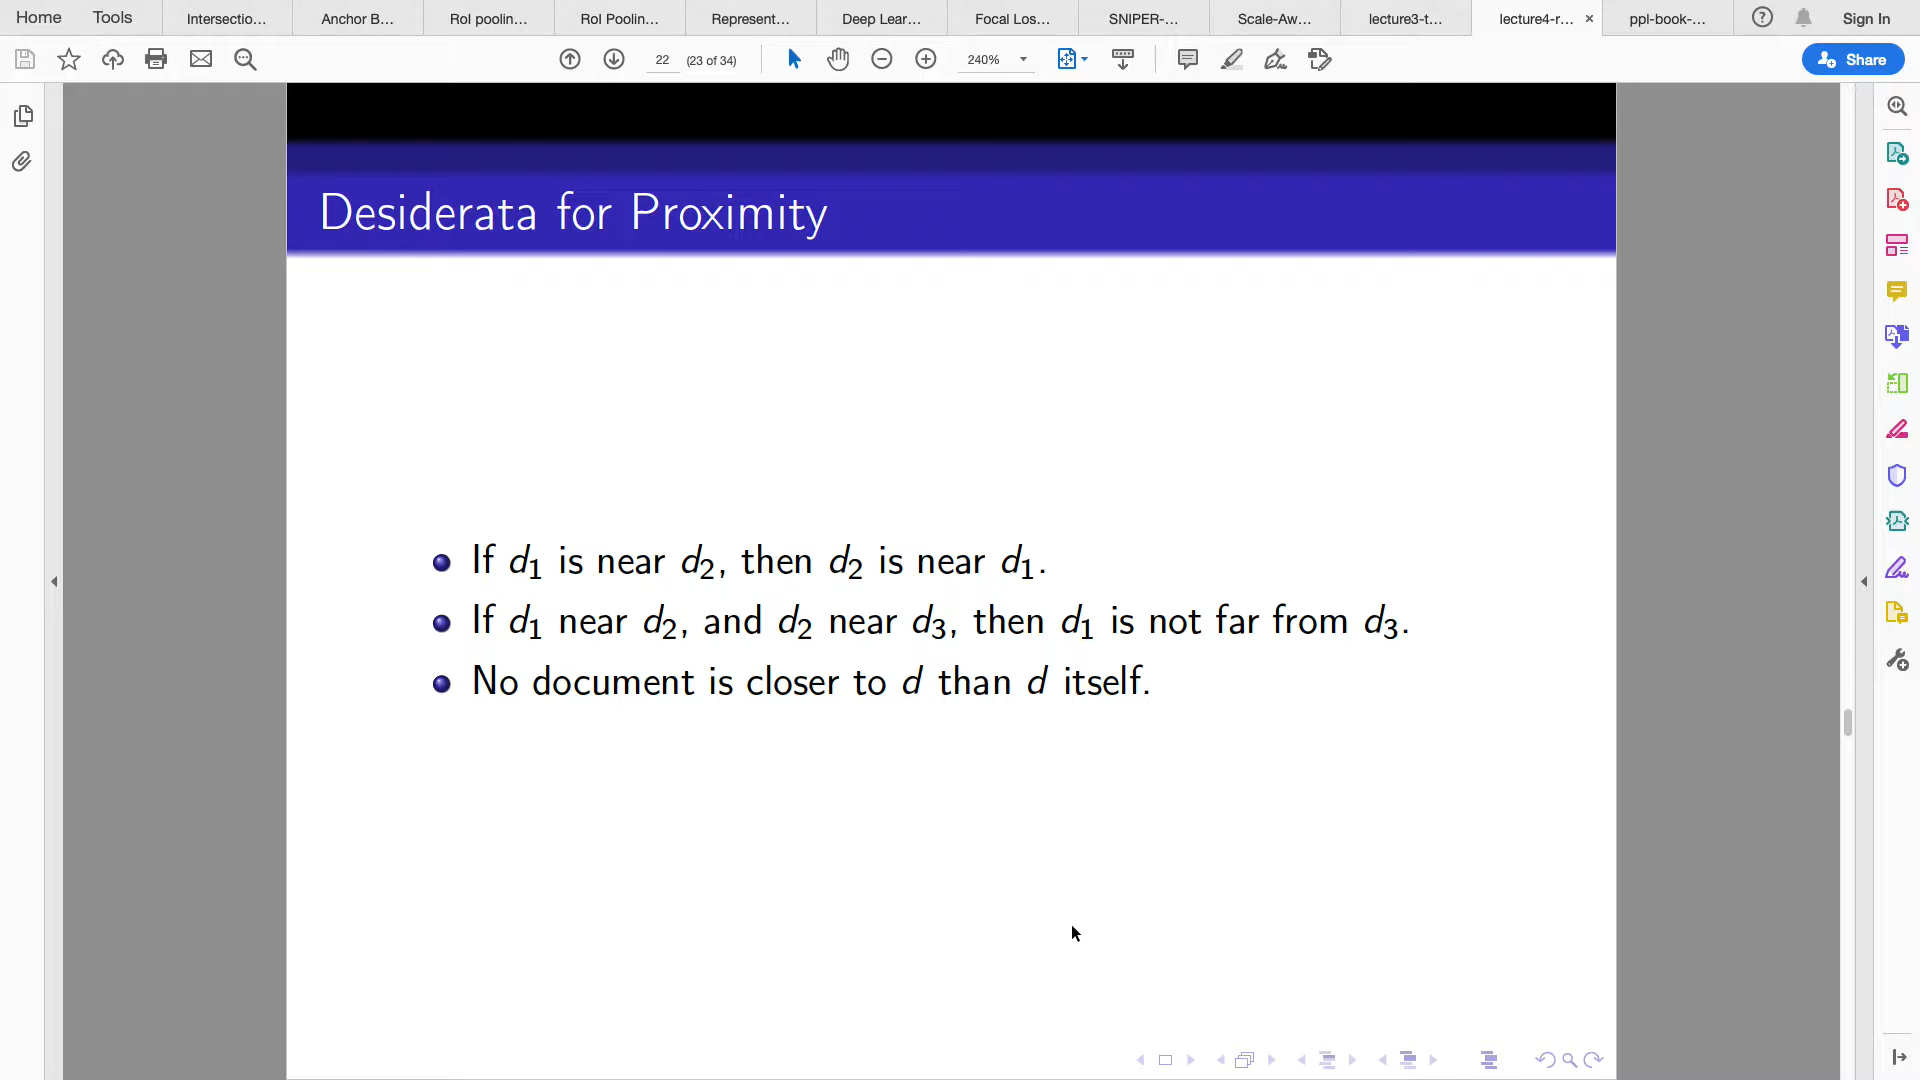 Home Tools Intersectio... Anchor B... RoI poolin... RoI Poolin... Represent... Deep Lear... Focal Los... SNIPER-... Scale-Aw... lecture3-t... lecture4-r... × ppl-book-... Sign In
22 (23 of 34) 240% Share
Desiderata for Proximity
If d1 is near d2, then d2 is near d1.
If d1 near d2, and d2 near d3, then d1 is not far from d3.
No document is closer to d than d itself.